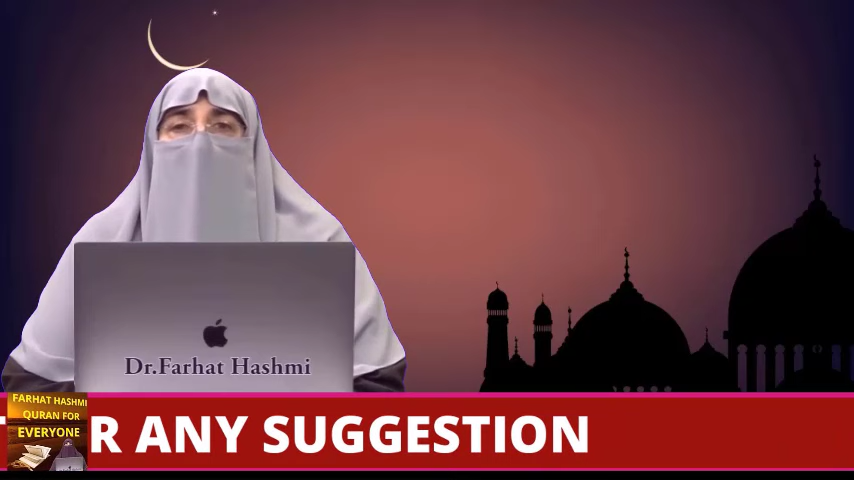 Dr.Farhat Hashmi
FARHAT HASHMI
QURAN FOR
EVERYONE
R ANY SUGGESTION